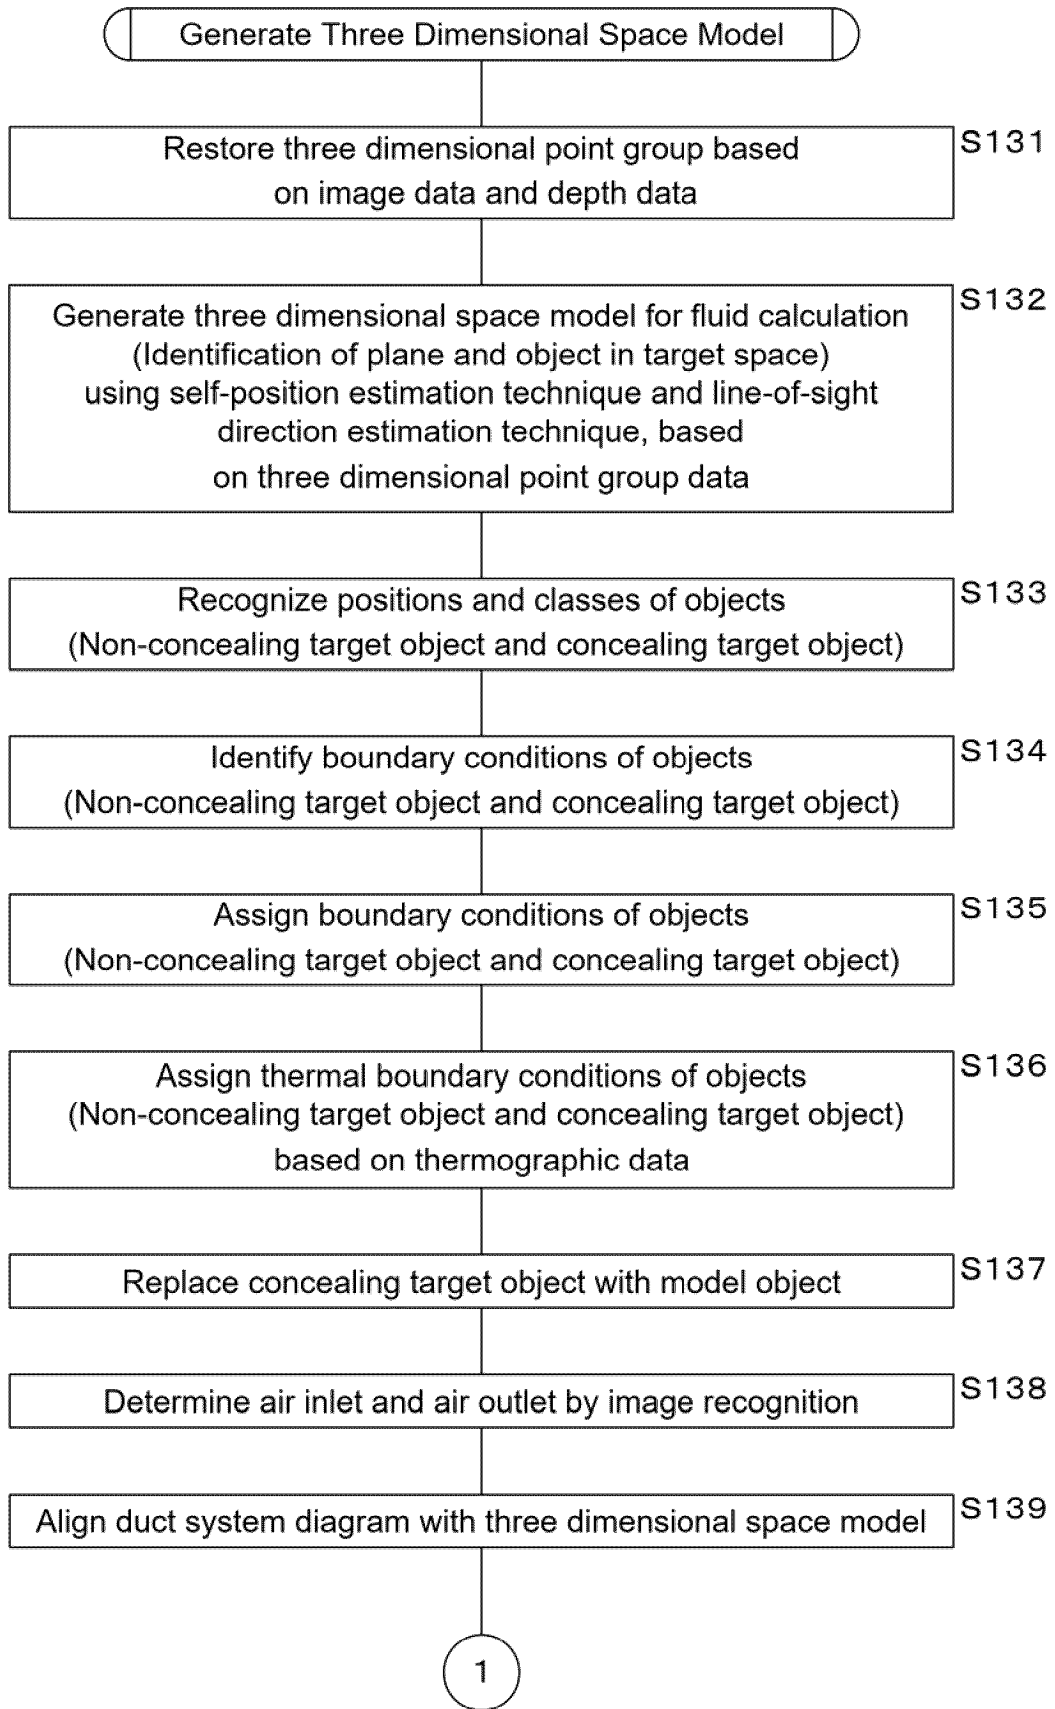 Generate Three Dimensional Space Model
S131
Restore three dimensional point group based
on image data and depth data
S132
Generate three dimensional space model for fluid calculation
(Identification of plane and object in target space)
using self-position estimation technique and line-of-sight
direction estimation technique, based
on three dimensional point group data
S133
Recognize positions and classes of objects
(Non-concealing target object and concealing target object)
S134
Identify boundary conditions of objects
(Non-concealing target object and concealing target object)
S135
Assign boundary conditions of objects
(Non-concealing target object and concealing target object)
S136
Assign thermal boundary conditions of objects
(Non-concealing target object and concealing target object)
based on thermographic data
S137
Replace concealing target object with model object
S138
Determine air inlet and air outlet by image recognition
S139
Align duct system diagram with three dimensional space model
1